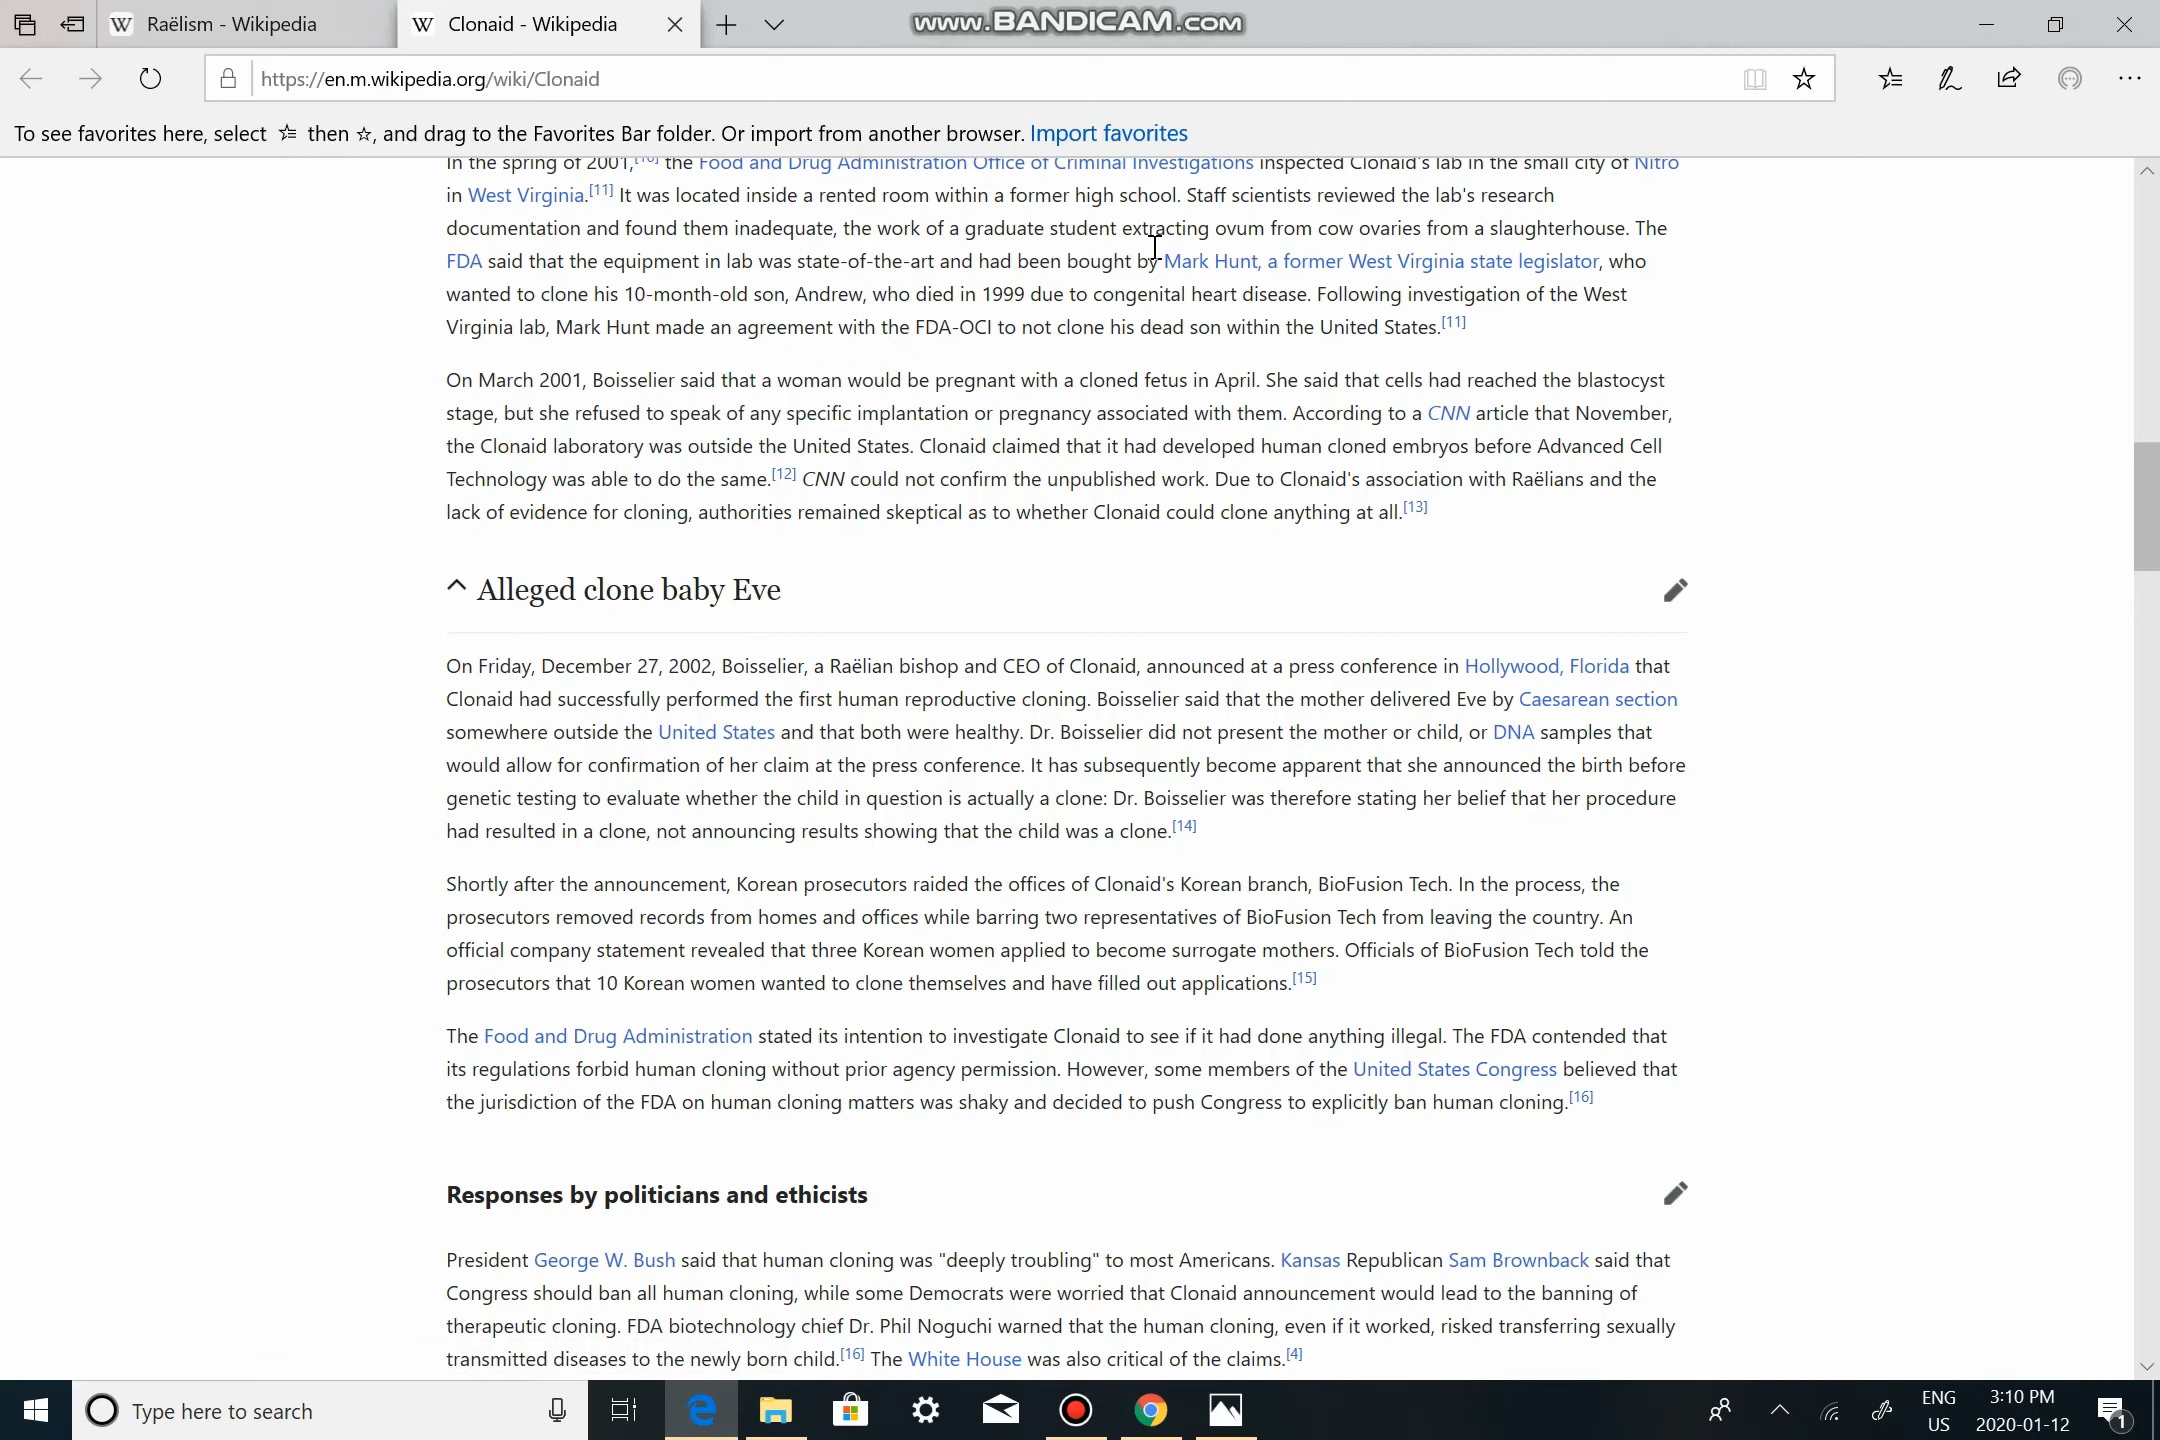 Raëlism - Wikipedia
Clonaid - Wikipedia
www.BANDICAM.com
https://en.m.wikipedia.org/wiki/Clonaid
To see favorites here, select then , and drag to the Favorites Bar folder. Or import from another browser. Import favorites
In the spring of 2001,[10] the Food and Drug Administration Office of Criminal Investigations inspected Clonaid's lab in the small city of Nitro
in West Virginia.[11] It was located inside a rented room within a former high school. Staff scientists reviewed the lab's research
documentation and found them inadequate, the work of a graduate student extracting ovum from cow ovaries from a slaughterhouse. The
FDA said that the equipment in lab was state-of-the-art and had been bought by Mark Hunt, a former West Virginia state legislator, who
wanted to clone his 10-month-old son, Andrew, who died in 1999 due to congenital heart disease. Following investigation of the West
Virginia lab, Mark Hunt made an agreement with the FDA-OCI to not clone his dead son within the United States.[11]
On March 2001, Boisselier said that a woman would be pregnant with a cloned fetus in April. She said that cells had reached the blastocyst
stage, but she refused to speak of any specific implantation or pregnancy associated with them. According to a CNN article that November,
the Clonaid laboratory was outside the United States. Clonaid claimed that it had developed human cloned embryos before Advanced Cell
Technology was able to do the same.[12] CNN could not confirm the unpublished work. Due to Clonaid's association with Raëlians and the
lack of evidence for cloning, authorities remained skeptical as to whether Clonaid could clone anything at all.[13]
Alleged clone baby Eve
On Friday, December 27, 2002, Boisselier, a Raëlian bishop and CEO of Clonaid, announced at a press conference in Hollywood, Florida that
Clonaid had successfully performed the first human reproductive cloning. Boisselier said that the mother delivered Eve by Caesarean section
somewhere outside the United States and that both were healthy. Dr. Boisselier did not present the mother or child, or DNA samples that
would allow for confirmation of her claim at the press conference. It has subsequently become apparent that she announced the birth before
genetic testing to evaluate whether the child in question is actually a clone: Dr. Boisselier was therefore stating her belief that her procedure
had resulted in a clone, not announcing results showing that the child was a clone.[14]
Shortly after the announcement, Korean prosecutors raided the offices of Clonaid's Korean branch, BioFusion Tech. In the process, the
prosecutors removed records from homes and offices while barring two representatives of BioFusion Tech from leaving the country. An
official company statement revealed that three Korean women applied to become surrogate mothers. Officials of BioFusion Tech told the
prosecutors that 10 Korean women wanted to clone themselves and have filled out applications.[15]
The Food and Drug Administration stated its intention to investigate Clonaid to see if it had done anything illegal. The FDA contended that
its regulations forbid human cloning without prior agency permission. However, some members of the United States Congress believed that
the jurisdiction of the FDA on human cloning matters was shaky and decided to push Congress to explicitly ban human cloning.[16]
Responses by politicians and ethicists
President George W. Bush said that human cloning was "deeply troubling" to most Americans. Kansas Republican Sam Brownback said that
Congress should ban all human cloning, while some Democrats were worried that Clonaid announcement would lead to the banning of
therapeutic cloning. FDA biotechnology chief Dr. Phil Noguchi warned that the human cloning, even if it worked, risked transferring sexually
transmitted diseases to the newly born child.[16] The White House was also critical of the claims.[4]
Type here to search
ENG
US
3:10 PM
2020-01-12
1